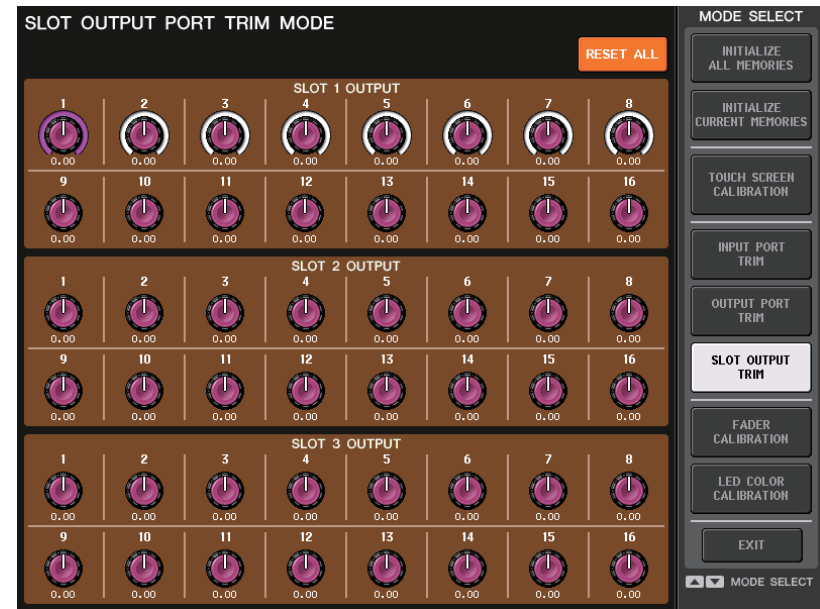 SLOT OUTPUT PORT TRIM MODE
RESET ALL
SLOT 1 OUTPUT
1 2 3 4 5 6 7 8
0.00 0.00 0.00 0.00 0.00 0.00 0.00 0.00
9 10 11 12 13 14 15 16
0.00 0.00 0.00 0.00 0.00 0.00 0.00 0.00
SLOT 2 OUTPUT
1 2 3 4 5 6 7 8
0.00 0.00 0.00 0.00 0.00 0.00 0.00 0.00
9 10 11 12 13 14 15 16
0.00 0.00 0.00 0.00 0.00 0.00 0.00 0.00
SLOT 3 OUTPUT
1 2 3 4 5 6 7 8
0.00 0.00 0.00 0.00 0.00 0.00 0.00 0.00
9 10 11 12 13 14 15 16
0.00 0.00 0.00 0.00 0.00 0.00 0.00 0.00
MODE SELECT
INITIALIZE
ALL MEMORIES
INITIALIZE
CURRENT MEMORIES
TOUCH SCREEN
CALIBRATION
INPUT PORT
TRIM
OUTPUT PORT
TRIM
SLOT OUTPUT
TRIM
FADER
CALIBRATION
LED COLOR
CALIBRATION
EXIT
MODE SELECT